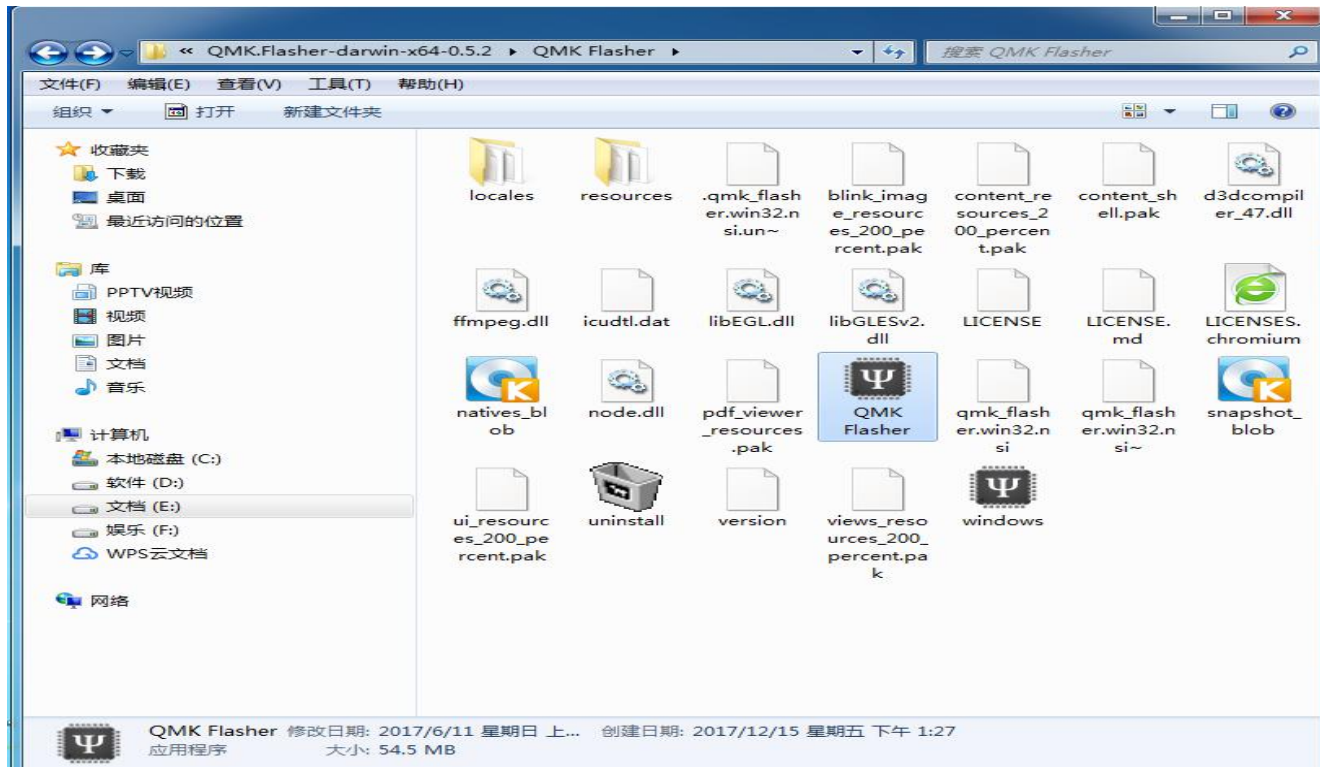 « QMK.Flasher-darwin-x64-0.5.2 ▸ QMK Flasher ▸
搜索 QMK Flasher
文件(F) 编辑(E) 查看(V) 工具(T) 帮助(H)
组织 打开 新建文件夹
收藏夹
下载
桌面
最近访问的位置
库
PPTV视频
视频
图片
文档
音乐
计算机
本地磁盘 (C:)
软件 (D:)
文档 (E:)
娱乐 (F:)
WPS云文档
网络
locales
resources
.qmk_flash
er.win32.n
si.un~
blink_imag
e_resourc
es_200_pe
rcent.pak
content_re
sources_2
00_percen
t.pak
content_sh
ell.pak
d3dcompil
er_47.dll
ffmpeg.dll
icudtl.dat
libEGL.dll
libGLESv2.
dll
LICENSE
LICENSE.
md
LICENSES.
chromium
natives_bl
ob
node.dll
pdf_viewer
_resources
.pak
QMK
Flasher
qmk_flash
er.win32.n
si
qmk_flash
er.win32.n
si~
snapshot_
blob
ui_resourc
es_200_pe
rcent.pak
uninstall
version
views_reso
urces_200_
percent.pa
k
windows
QMK Flasher 修改日期: 2017/6/11 星期日 上... 创建日期: 2017/12/15 星期五 下午 1:27
应用程序 大小: 54.5 MB